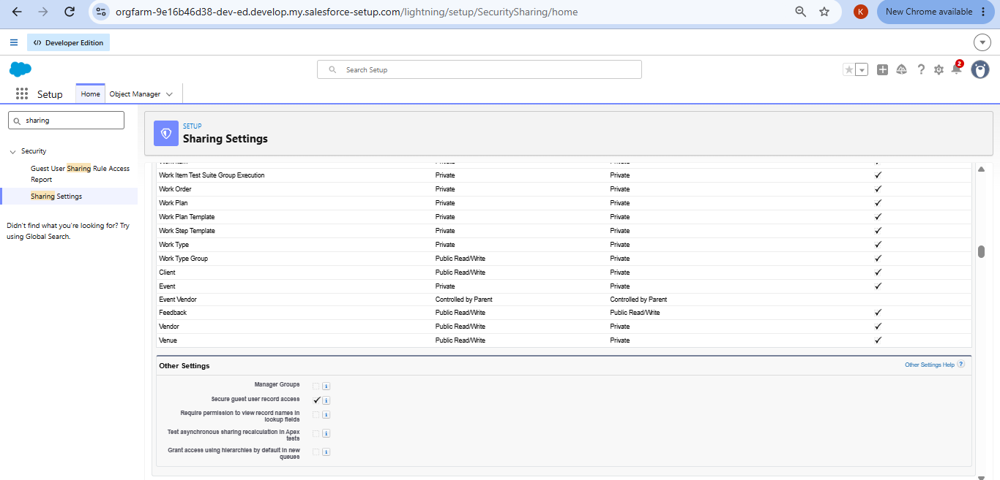 orgfarm-9e16b46d38-dev-ed.develop.my.salesforce-setup.com/lightning/setup/SecuritySharing/home
K
New Chrome available
Developer Edition
Search Setup
2
Setup
Home
Object Manager
sharing
SETUP
Sharing Settings
Security
Guest User Sharing Rule Access
Report
Sharing Settings
Didn't find what you're looking for? Try
using Global Search.
Work Item Test Suite Group Execution Private Private
Work Order Private Private
Work Plan Private Private
Work Plan Template Private Private
Work Step Template Private Private
Work Type Private Private
Work Type Group Public Read/Write Private
Client Public Read/Write Private
Event Private Private
Event Vendor Controlled by Parent Controlled by Parent
Feedback Public Read/Write Public Read/Write
Vendor Public Read/Write Private
Venue Public Read/Write Private
Other Settings
Other Settings Help ?
Manager Groups i
Secure guest user record access i
Require permission to view record names in
lookup fields i
Test asynchronous sharing recalculation in Apex
tests i
Grant access using hierarchies by default in new
queues i